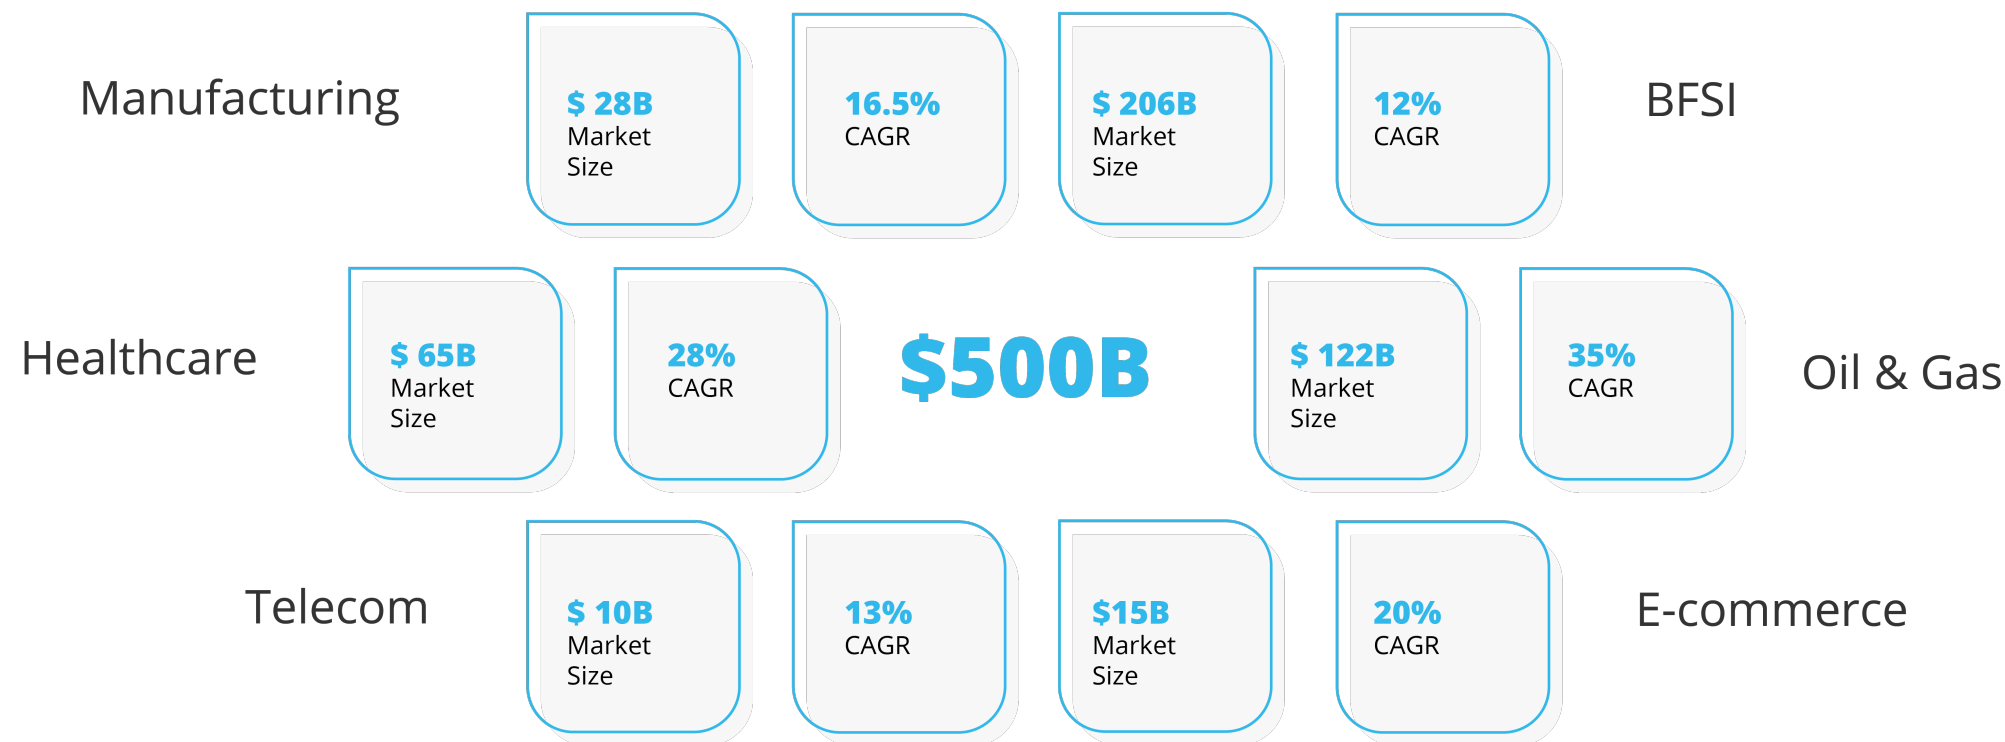 Manufacturing
$ 28B
Market
Size
16.5%
CAGR
$ 206B
Market
Size
12%
CAGR
BFSI
Healthcare
$ 65B
Market
Size
28%
CAGR
$500B
$ 122B
Market
Size
35%
CAGR
Oil & Gas
Telecom
$ 10B
Market
Size
13%
CAGR
$15B
Market
Size
20%
CAGR
E-commerce